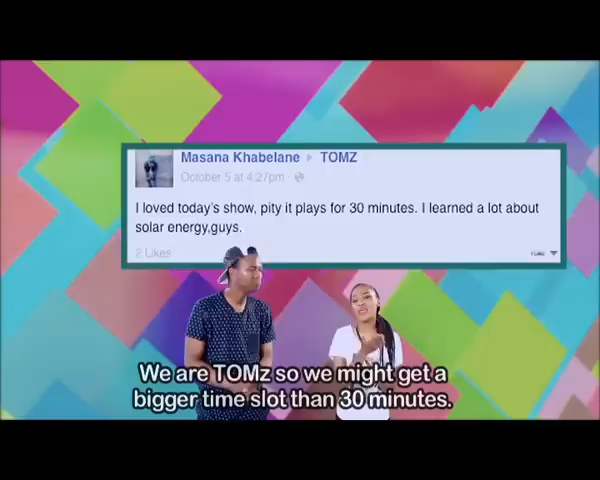 Masana Khabelane ▸ TOMZ
October 5 at 4:27pm ·
I loved today's show, pity it plays for 30 minutes. I learned a lot about
solar energy,guys.
2 Likes
TOMZ
We are TOMz so we might get a
bigger time slot than 30 minutes.